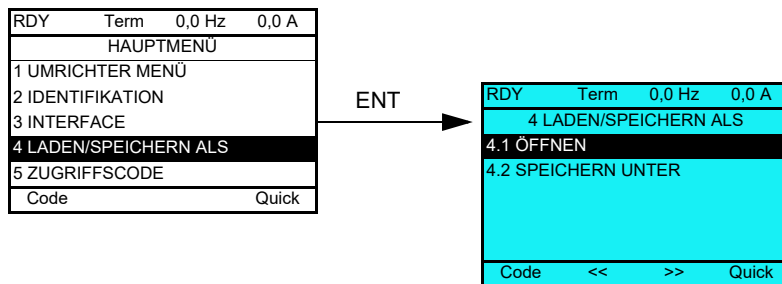 RDY Term 0,0 Hz 0,0 A
HAUPTMENÜ
1 UMRICHTER MENÜ
2 IDENTIFIKATION
3 INTERFACE
4 LADEN/SPEICHERN ALS
5 ZUGRIFFSCODE
Code Quick
ENT
RDY Term 0,0 Hz 0,0 A
4 LADEN/SPEICHERN ALS
4.1 ÖFFNEN
4.2 SPEICHERN UNTER
Code << >> Quick